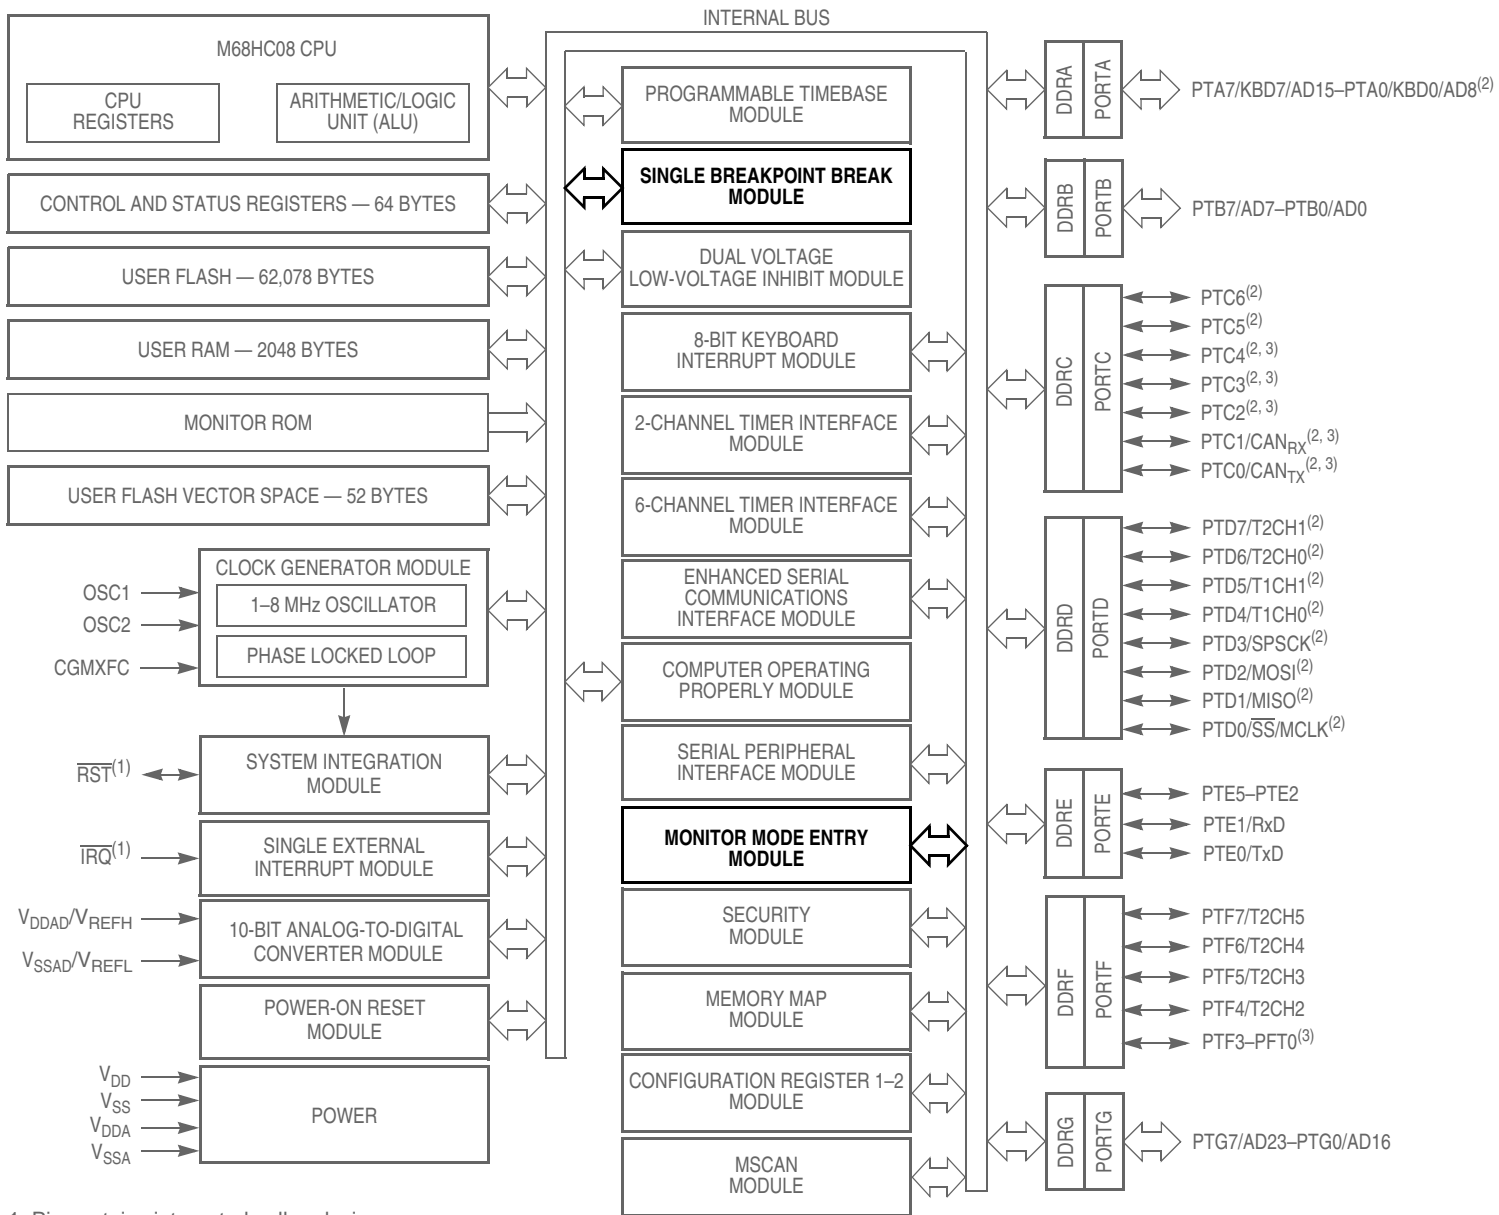 INTERNAL BUS
M68HC08 CPU
CPU
REGISTERS
ARITHMETIC/LOGIC
UNIT (ALU)
CONTROL AND STATUS REGISTERS — 64 BYTES
USER FLASH — 62,078 BYTES
USER RAM — 2048 BYTES
MONITOR ROM
USER FLASH VECTOR SPACE — 52 BYTES
CLOCK GENERATOR MODULE
1–8 MHz OSCILLATOR
PHASE LOCKED LOOP
OSC1
OSC2
CGMXFC
SYSTEM INTEGRATION
MODULE
RST(1)
SINGLE EXTERNAL
INTERRUPT MODULE
IRQ(1)
10-BIT ANALOG-TO-DIGITAL
CONVERTER MODULE
VDDAD/VREFH
VSSAD/VREFL
POWER-ON RESET
MODULE
POWER
VDD
VSS
VDDA
VSSA
PROGRAMMABLE TIMEBASE
MODULE
SINGLE BREAKPOINT BREAK
MODULE
DUAL VOLTAGE
LOW-VOLTAGE INHIBIT MODULE
8-BIT KEYBOARD
INTERRUPT MODULE
2-CHANNEL TIMER INTERFACE
MODULE
6-CHANNEL TIMER INTERFACE
MODULE
ENHANCED SERIAL
COMMUNICATIONS
INTERFACE MODULE
COMPUTER OPERATING
PROPERLY MODULE
SERIAL PERIPHERAL
INTERFACE MODULE
MONITOR MODE ENTRY
MODULE
SECURITY
MODULE
MEMORY MAP
MODULE
CONFIGURATION REGISTER 1–2
MODULE
MSCAN
MODULE
DDRA
PORTA
PTA7/KBD7/AD15–PTA0/KBD0/AD8(2)
DDRB
PORTB
PTB7/AD7–PTB0/AD0
DDRC
PORTC
PTC6(2)
PTC5(2)
PTC4(2, 3)
PTC3(2, 3)
PTC2(2, 3)
PTC1/CANRX(2, 3)
PTC0/CANTX(2, 3)
DDRD
PORTD
PTD7/T2CH1(2)
PTD6/T2CH0(2)
PTD5/T1CH1(2)
PTD4/T1CH0(2)
PTD3/SPSCK(2)
PTD2/MOSI(2)
PTD1/MISO(2)
PTD0/SS/MCLK(2)
DDRE
PORTE
PTE5–PTE2
PTE1/RxD
PTE0/TxD
DDRF
PORTF
PTF7/T2CH5
PTF6/T2CH4
PTF5/T2CH3
PTF4/T2CH2
PTF3–PFT0(3)
DDRG
PORTG
PTG7/AD23–PTG0/AD16